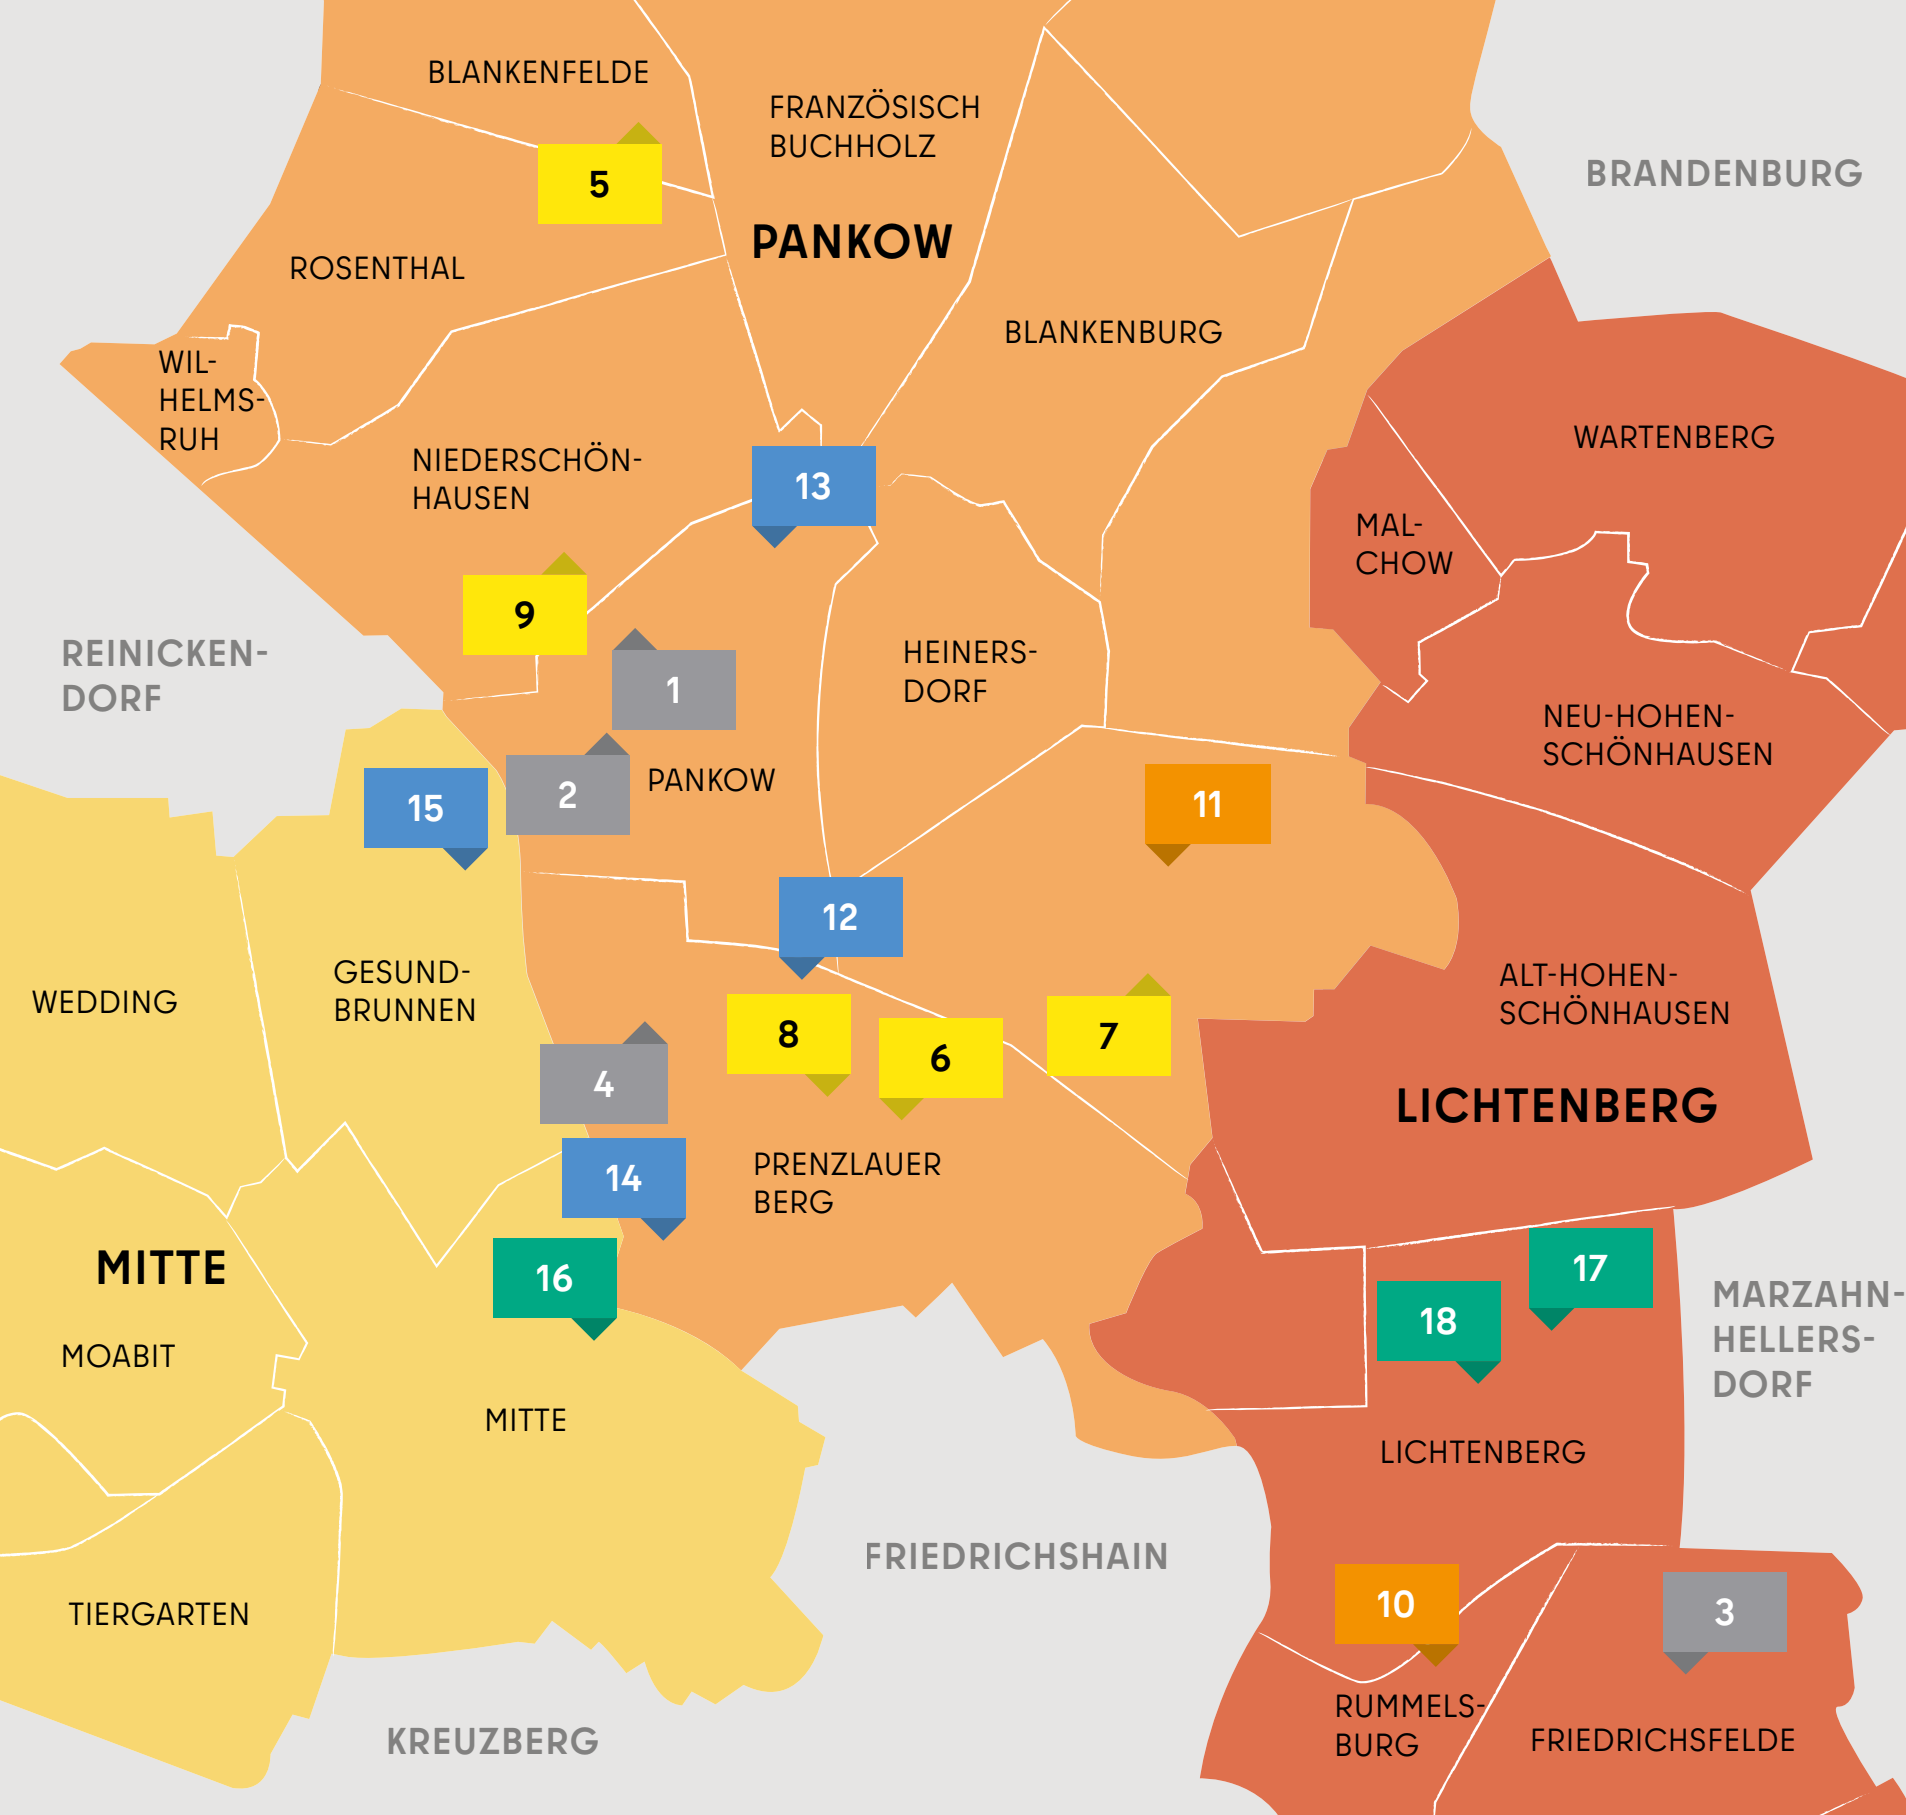 BLANKENFELDE
FRANZÖSISCH
BUCHHOLZ
BRANDENBURG
5
PANKOW
ROSENTHAL
BLANKENBURG
WIL-
HELMS-
RUH
WARTENBERG
NIEDERSCHÖN-
HAUSEN
13
MAL-
CHOW
9
REINICKEN-
DORF
1
HEINERS-
DORF
NEU-HOHEN-
SCHÖNHAUSEN
15
2
PANKOW
11
12
WEDDING
GESUND-
BRUNNEN
ALT-HOHEN-
SCHÖNHAUSEN
8
6
7
4
LICHTENBERG
14
PRENZLAUER
BERG
MITTE
16
17
18
MARZAHN-
HELLERS-
DORF
MOABIT
MITTE
LICHTENBERG
FRIEDRICHSHAIN
TIERGARTEN
10
3
RUMMELS-
BURG
KREUZBERG
FRIEDRICHSFELDE